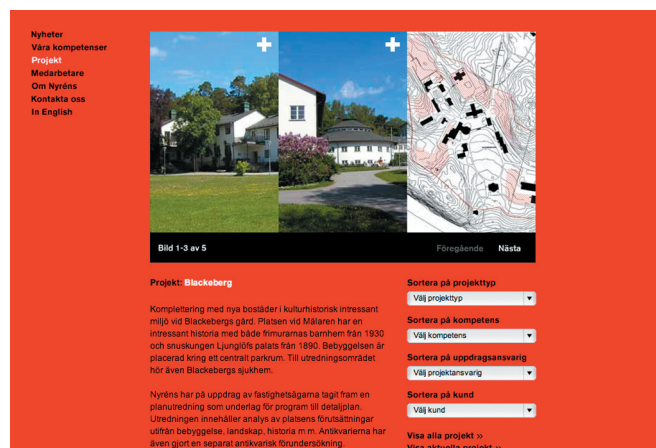 Nyheter
Våra kompetenser
Projekt
Medarbetare
Om Nyréns
Kontakta oss
In English
Bild 1-3 av 5
Föregående
Nästa
Projekt: Blackeberg
Komplettering med nya bostäder i kulturhistorisk intressant
miljö vid Blackebergs gård. Platsen vid Mälaren har en
intressant historia med både frimurarnas barnhem från 1930
och snuskungen Ljunglöfs palats från 1890. Bebyggelsen är
placerad kring ett centralt parkrum. Till utredningsområdet
hör även Blackebergs sjukhem.
Nyréns har på uppdrag av fastighetsägarna tagit fram en
planutredning som underlag för program till detaljplan.
Utredningen innehåller analys av platsens förutsättningar
utifrån bebyggelse, landskap, historia m m. Antikvarierna har
även gjort en separat antikvarisk förundersökning.
Sortera på projekttyp
Välj projekttyp
Sortera på kompetens
Välj kompetens
Sortera på uppdragsansvarig
Välj projektansvarig
Sortera på kund
Välj kund
Visa alla projekt »
Visa aktuella projekt »